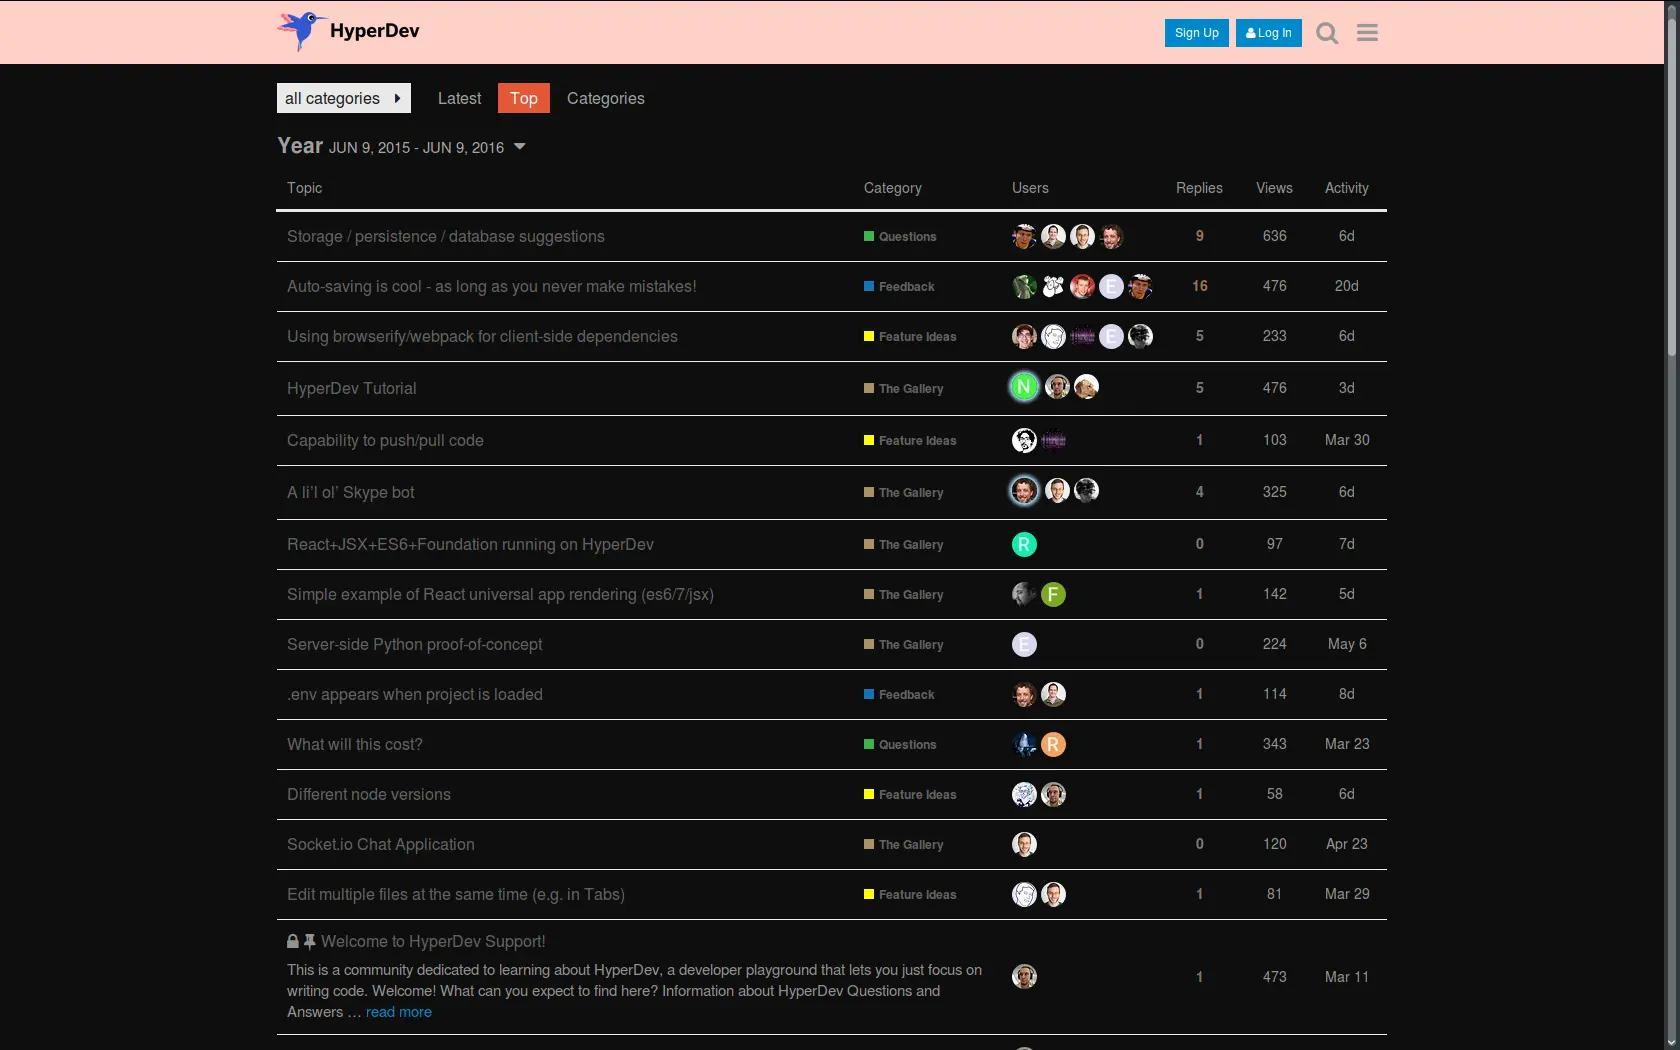 HyperDev
Sign Up
Log In
all categories
Latest
Top
Categories
Year JUN 9, 2015 - JUN 9, 2016
Topic Category Users Replies Views Activity
Storage / persistence / database suggestions Questions 9 636 6d
Auto-saving is cool - as long as you never make mistakes! Feedback E 16 476 20d
Using browserify/webpack for client-side dependencies Feature Ideas E 5 233 6d
HyperDev Tutorial The Gallery N 5 476 3d
Capability to push/pull code Feature Ideas 1 103 Mar 30
A li’l ol’ Skype bot The Gallery 4 325 6d
React+JSX+ES6+Foundation running on HyperDev The Gallery R 0 97 7d
Simple example of React universal app rendering (es6/7/jsx) The Gallery F 1 142 5d
Server-side Python proof-of-concept The Gallery E 0 224 May 6
.env appears when project is loaded Feedback 1 114 8d
What will this cost? Questions R 1 343 Mar 23
Different node versions Feature Ideas 1 58 6d
Socket.io Chat Application The Gallery 0 120 Apr 23
Edit multiple files at the same time (e.g. in Tabs) Feature Ideas 1 81 Mar 29
Welcome to HyperDev Support!
This is a community dedicated to learning about HyperDev, a developer playground that lets you just focus on
writing code. Welcome! What can you expect to find here? Information about HyperDev Questions and
Answers … read more
1 473 Mar 11